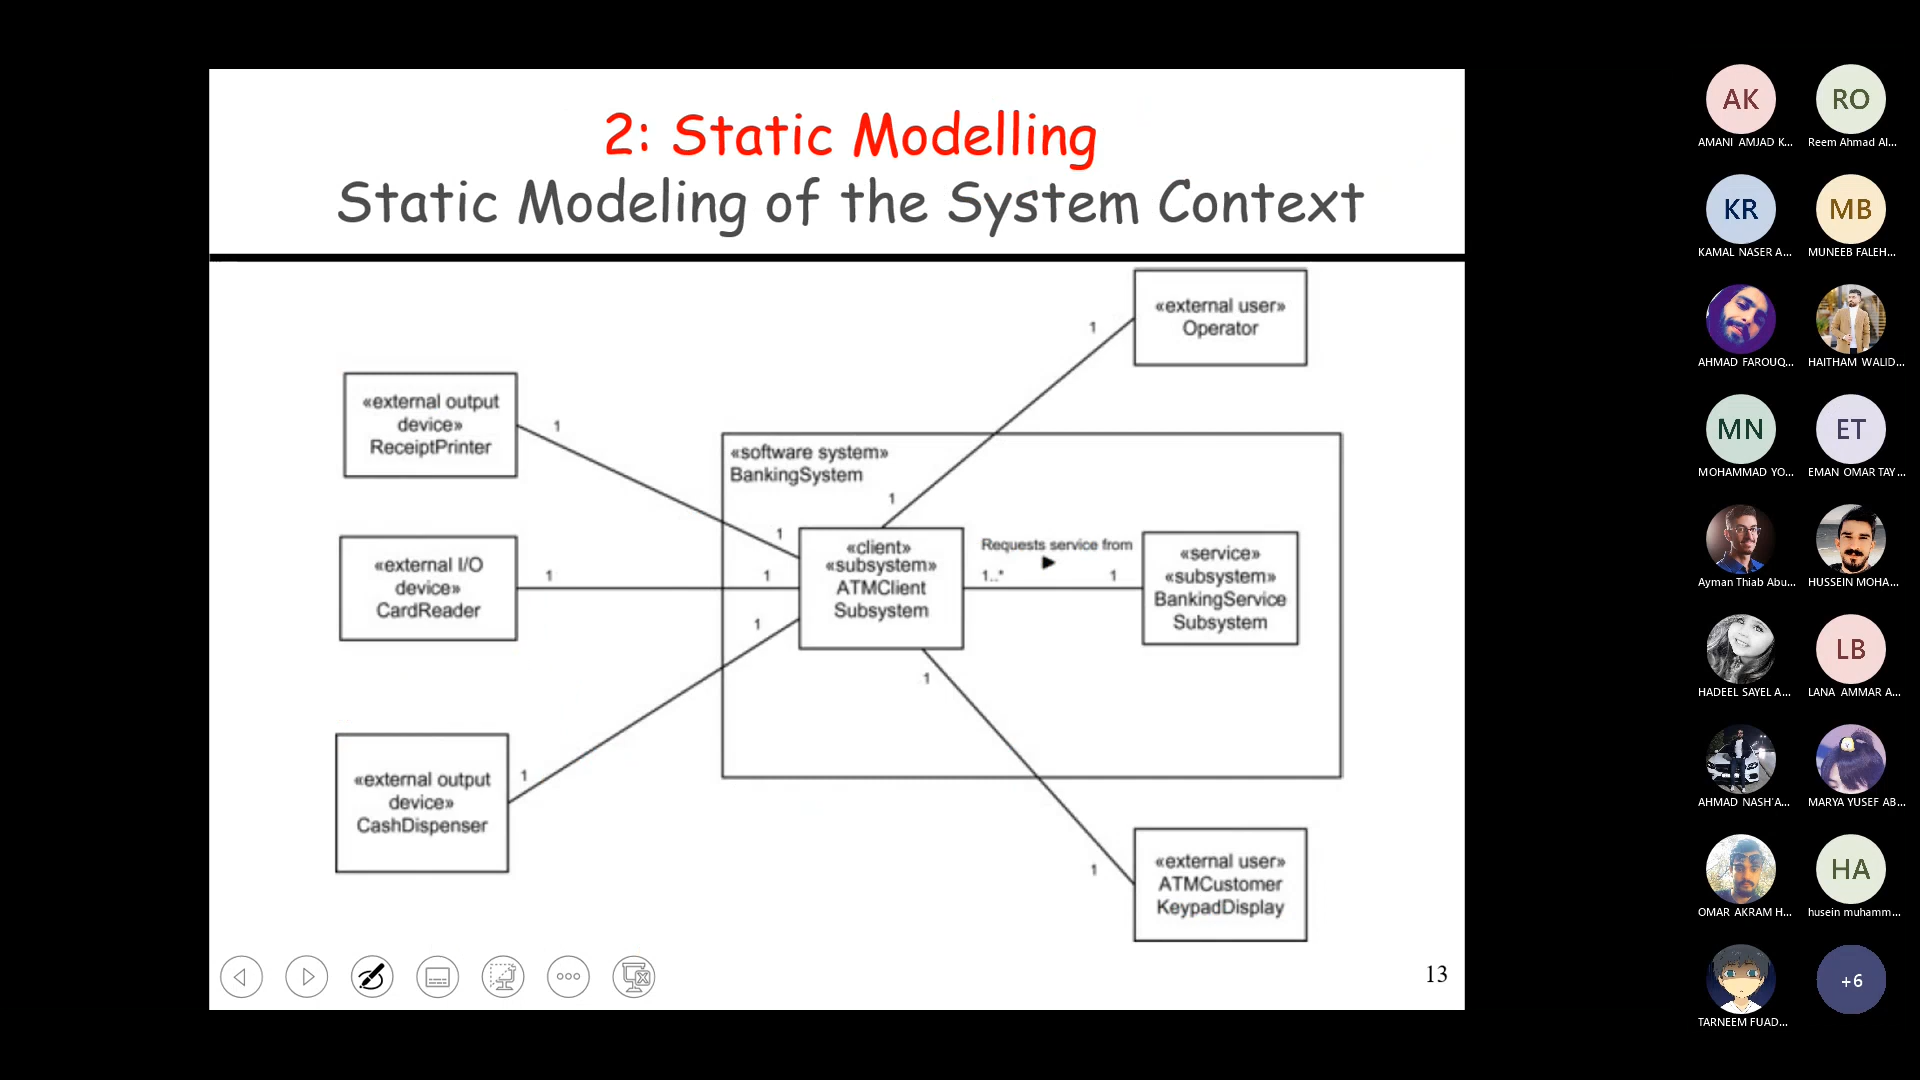 2: Static Modelling
Static Modeling of the System Context
«external user»
Operator
1
«external output
device»
ReceiptPrinter
1
«software system»
BankingSystem
1
1
«client»
«subsystem»
ATMClient
Subsystem
Requests service from
1..*
1
«service»
«subsystem»
BankingService
Subsystem
«external I/O
device»
CardReader
1
1
1
1
«external output
device»
CashDispenser
1
1
«external user»
ATMCustomer
KeypadDisplay
13
AK
AMANI AMJAD K...
RO
Reem Ahmad Al...
KR
KAMAL NASER A...
MB
MUNEEB FALEH...
AHMAD FAROUQ...
HAITHAM WALID...
MN
MOHAMMAD YO...
ET
EMAN OMAR TAY...
Ayman Thiab Abu...
HUSSEIN MOHA...
HADEEL SAYEL A...
LB
LANA AMMAR A...
AHMAD NASH'A...
MARYA YUSEF AB...
OMAR AKRAM H...
HA
husein muhamm...
TARNEEM FUAD...
+6